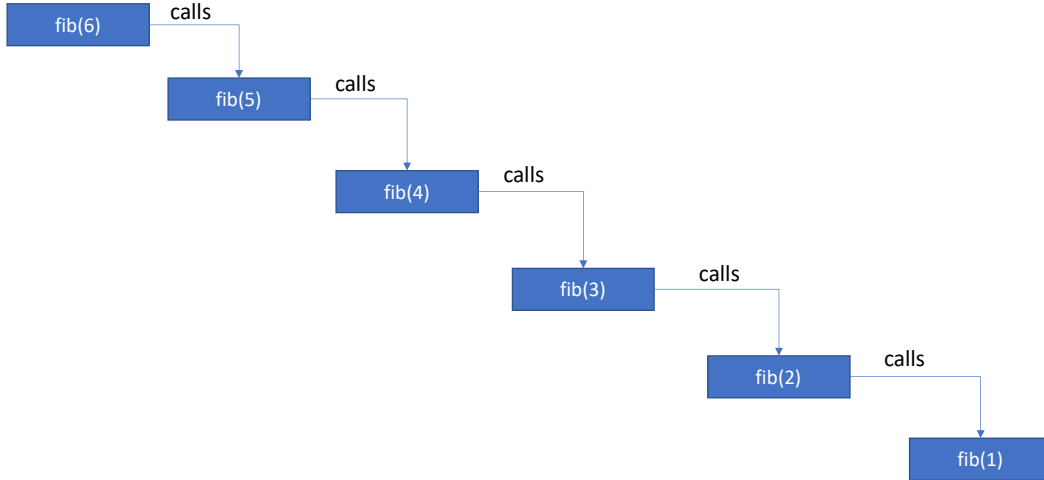 fib(6)
calls
fib(5)
calls
fib(4)
calls
fib(3)
calls
fib(2)
calls
fib(1)